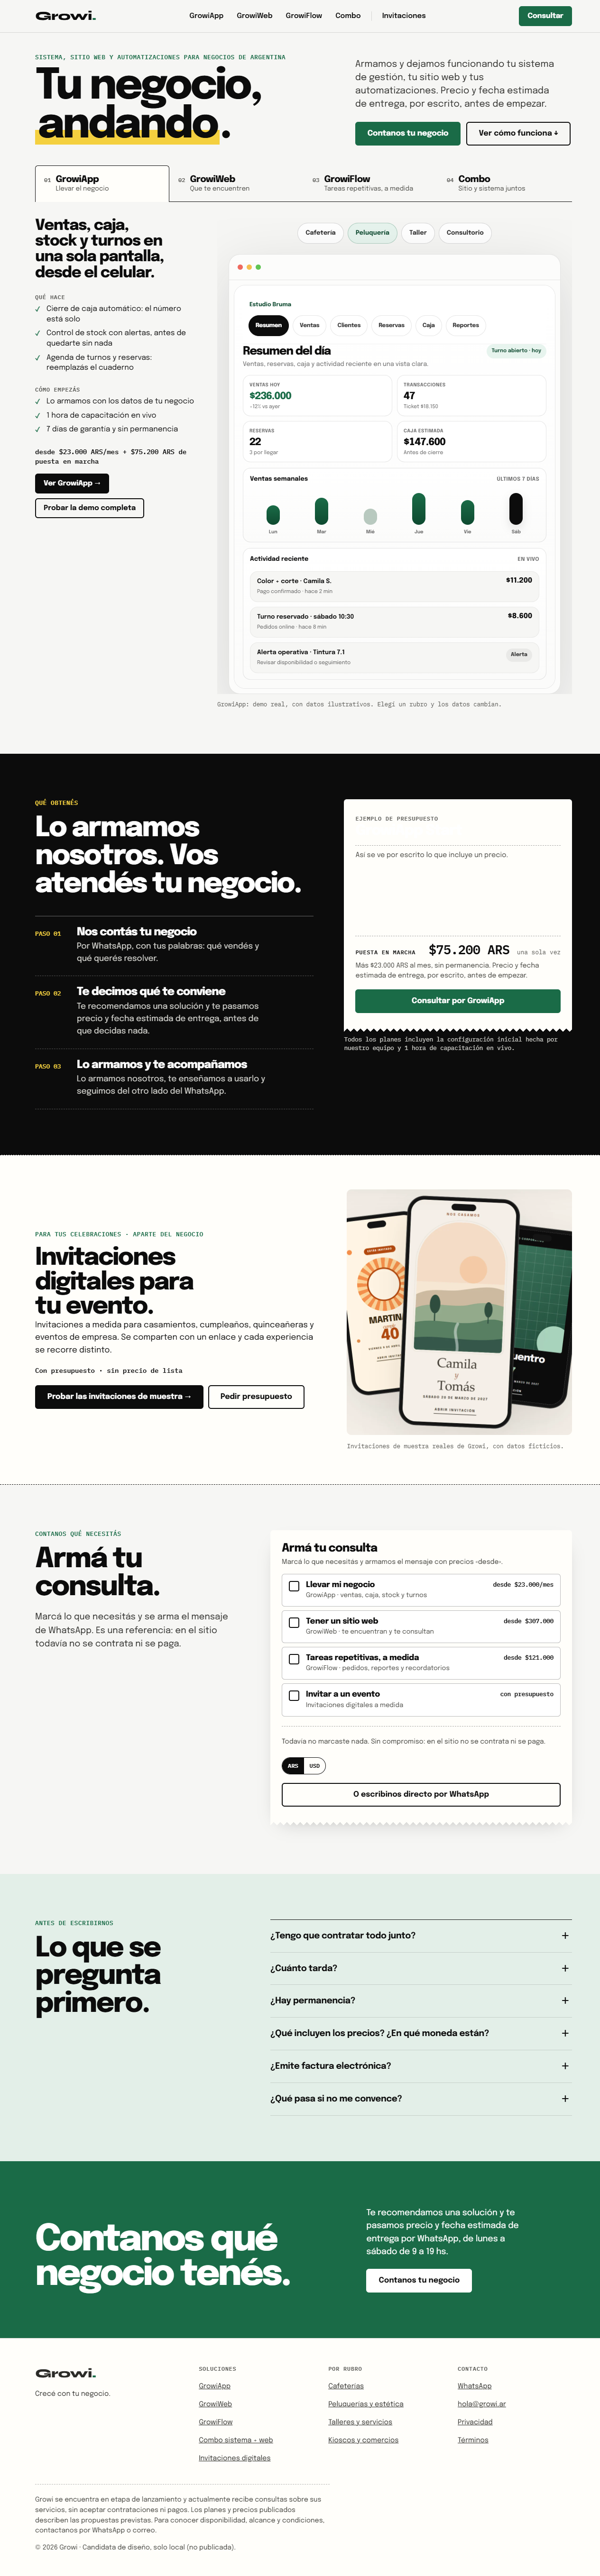 Growi.
GrowiApp
GrowiWeb
GrowiFlow
Combo
Invitaciones
Consultar
SISTEMA, SITIO WEB Y AUTOMATIZACIONES PARA NEGOCIOS DE ARGENTINA
Tu negocio,
andando.
Armamos y dejamos funcionando tu sistema
de gestión, tu sitio web y tus
automatizaciones. Precio y fecha estimada
de entrega, por escrito, antes de empezar.
Contanos tu negocio
Ver cómo funciona ↓
01 GrowiApp
Llevar el negocio
02 GrowiWeb
Que te encuentren
03 GrowiFlow
Tareas repetitivas, a medida
04 Combo
Sitio y sistema juntos
Ventas, caja,
stock y turnos en
una sola pantalla,
desde el celular.
QUÉ HACE
✓ Cierre de caja automático: el número
está solo
✓ Control de stock con alertas, antes de
quedarte sin nada
✓ Agenda de turnos y reservas:
reemplazás el cuaderno
CÓMO EMPEZÁS
✓ Lo armamos con los datos de tu negocio
✓ 1 hora de capacitación en vivo
✓ 7 días de garantía y sin permanencia
desde $23.000 ARS/mes + $75.200 ARS de
puesta en marcha
Ver GrowiApp →
Probar la demo completa
Cafetería
Peluquería
Taller
Consultorio
Estudio Bruma
Resumen
Ventas
Clientes
Reservas
Caja
Reportes
Resumen del día
Turno abierto · hoy
Ventas, reservas, caja y actividad reciente en una vista clara.
VENTAS HOY
$236.000
+12% vs ayer
TRANSACCIONES
47
Ticket $18.150
RESERVAS
22
3 por llegar
CAJA ESTIMADA
$147.600
Antes de cierre
Ventas semanales
ÚLTIMOS 7 DÍAS
Lun
Mar
Mié
Jue
Vie
Sáb
Actividad reciente
EN VIVO
Color + corte · Camila S.
$11.200
Pago confirmado · hace 2 min
Turno reservado · sábado 10:30
$8.600
Pedidos online · hace 8 min
Alerta operativa · Tintura 7.1
Alerta
Revisar disponibilidad o seguimiento
GrowiApp: demo real, con datos ilustrativos. Elegí un rubro y los datos cambian.
QUÉ OBTENÉS
Lo armamos
nosotros. Vos
atendés tu negocio.
PASO 01
Nos contás tu negocio
Por WhatsApp, con tus palabras: qué vendés y
qué querés resolver.
PASO 02
Te decimos qué te conviene
Te recomendamos una solución y te pasamos
precio y fecha estimada de entrega, antes de
que decidas nada.
PASO 03
Lo armamos y te acompañamos
Lo armamos nosotros, te enseñamos a usarlo y
seguimos del otro lado del WhatsApp.
EJEMPLO DE PRESUPUESTO
Así se ve por escrito lo que incluye un precio.
PUESTA EN MARCHA $75.200 ARS una sola vez
Más $23.000 ARS al mes, sin permanencia. Precio y fecha
estimada de entrega, por escrito, antes de empezar.
Consultar por GrowiApp
Todos los planes incluyen la configuración inicial hecha por
nuestro equipo y 1 hora de capacitación en vivo.
PARA TUS CELEBRACIONES · APARTE DEL NEGOCIO
Invitaciones
digitales para
tu evento.
Invitaciones a medida para casamientos, cumpleaños, quinceañeras y
eventos de empresa. Se comparten con un enlace y cada experiencia
se recorre distinto.
Con presupuesto · sin precio de lista
Probar las invitaciones de muestra →
Pedir presupuesto
NOS CASAMOS
MARTIN
40
Camila
y
Tomás
SÁBADO 20 DE MARZO DE 2027
ABRIR INVITACIÓN
Invitaciones de muestra reales de Growi, con datos ficticios.
CONTANOS QUÉ NECESITÁS
Armá tu
consulta.
Marcá lo que necesitás y se arma el mensaje
de WhatsApp. Es una referencia: en el sitio
todavía no se contrata ni se paga.
Armá tu consulta
Marcá lo que necesitás y armamos el mensaje con precios «desde».
Llevar mi negocio
desde $23.000/mes
GrowiApp · ventas, caja, stock y turnos
Tener un sitio web
desde $307.000
GrowiWeb · te encuentran y te consultan
Tareas repetitivas, a medida
desde $121.000
GrowiFlow · pedidos, reportes y recordatorios
Invitar a un evento
con presupuesto
Invitaciones digitales a medida
Todavía no marcaste nada. Sin compromiso: en el sitio no se contrata ni se paga.
ARS
USD
O escribinos directo por WhatsApp
ANTES DE ESCRIBIRNOS
Lo que se
pregunta
primero.
¿Tengo que contratar todo junto? +
¿Cuánto tarda? +
¿Hay permanencia? +
¿Qué incluyen los precios? ¿En qué moneda están? +
¿Emite factura electrónica? +
¿Qué pasa si no me convence? +
Contanos qué
negocio tenés.
Te recomendamos una solución y te
pasamos precio y fecha estimada de
entrega por WhatsApp, de lunes a
sábado de 9 a 19 hs.
Contanos tu negocio
Growi.
Crecé con tu negocio.
SOLUCIONES
GrowiApp
GrowiWeb
GrowiFlow
Combo sistema + web
Invitaciones digitales
POR RUBRO
Cafeterías
Peluquerías y estética
Talleres y servicios
Kioscos y comercios
CONTACTO
WhatsApp
hola@growi.ar
Privacidad
Términos
Growi se encuentra en etapa de lanzamiento y actualmente recibe consultas sobre sus
servicios, sin aceptar contrataciones ni pagos. Los planes y precios publicados
describen las propuestas previstas. Para conocer disponibilidad, alcance y condiciones,
contactanos por WhatsApp o correo.
© 2026 Growi · Candidata de diseño, solo local (no publicada).